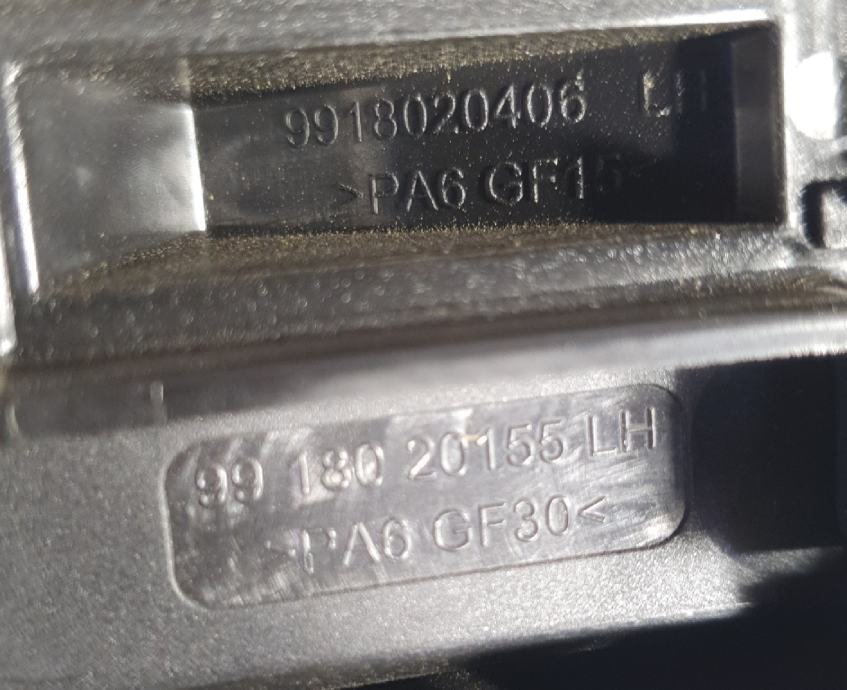 9918020406 LH
>PA6 GF15<
99 180 20155 LH
>PA6 GF30<